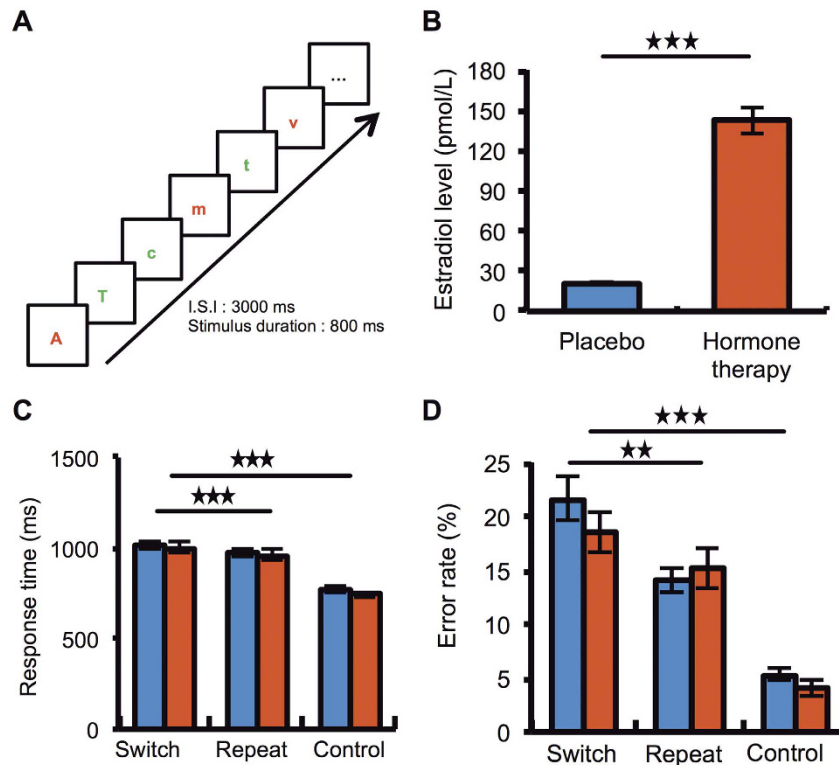 A
...
v
t
m
c
T
A
I.S.I : 3000 ms
Stimulus duration : 800 ms
B
★★★
Estradiol level (pmol/L)
180
150
120
90
60
30
0
Placebo
Hormone
therapy
C
Response time (ms)
1500
1000
500
0
★★★
★★★
Switch Repeat Control
D
Error rate (%)
25
20
15
10
5
0
★★★
★★
Switch Repeat Control